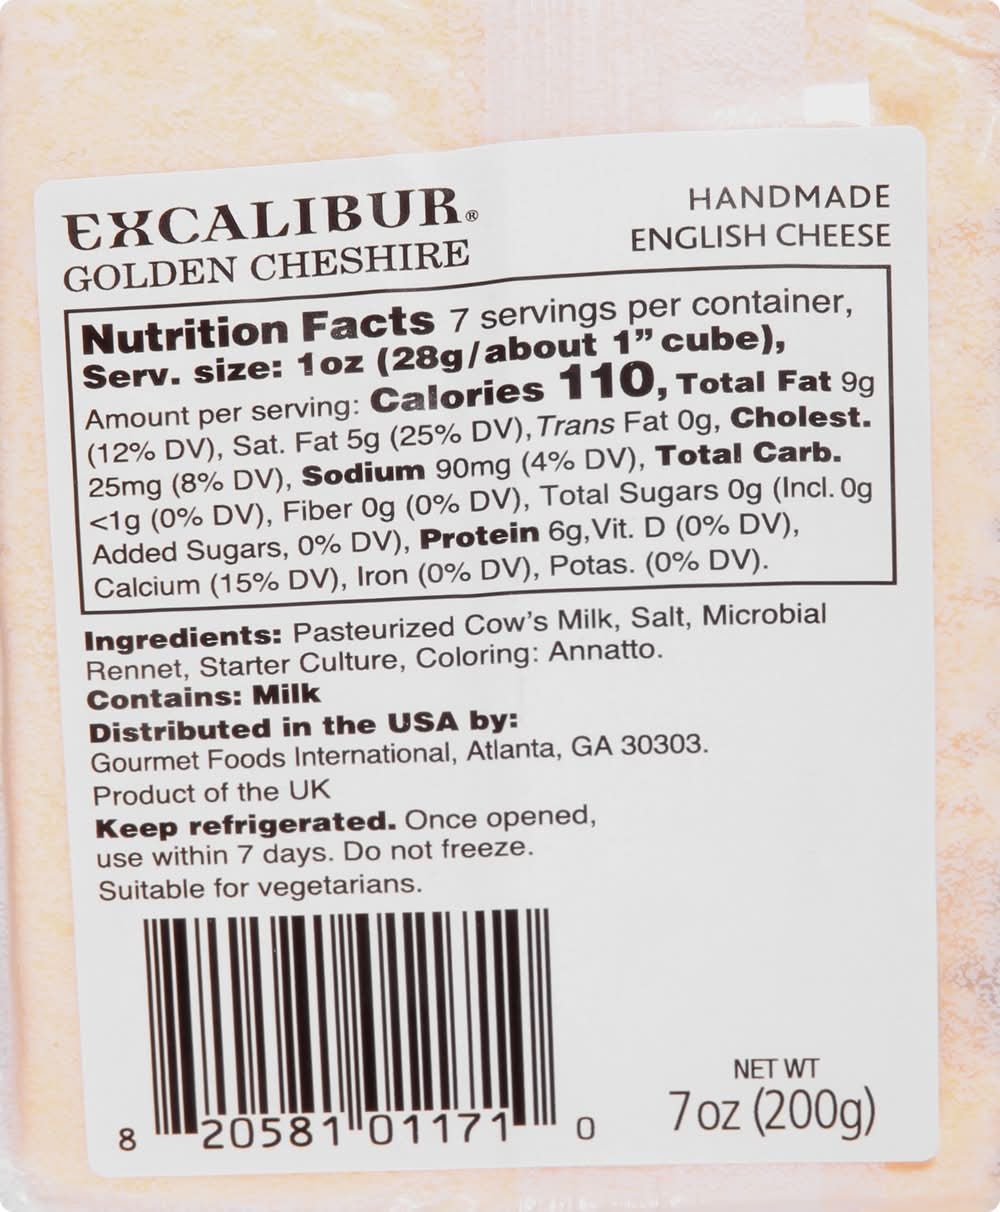 EXCALIBUR®
GOLDEN CHESHIRE
HANDMADE
ENGLISH CHEESE
Nutrition Facts 7 servings per container,
Serv. size: 1oz (28g/about 1” cube),
Amount per serving: Calories 110, Total Fat 9g
(12% DV), Sat. Fat 5g (25% DV), Trans Fat 0g, Cholest.
25mg (8% DV), Sodium 90mg (4% DV), Total Carb.
<1g (0% DV), Fiber 0g (0% DV), Total Sugars 0g (Incl. 0g
Added Sugars, 0% DV), Protein 6g, Vit. D (0% DV),
Calcium (15% DV), Iron (0% DV), Potas. (0% DV).
Ingredients: Pasteurized Cow's Milk, Salt, Microbial
Rennet, Starter Culture, Coloring: Annatto.
Contains: Milk
Distributed in the USA by:
Gourmet Foods International, Atlanta, GA 30303.
Product of the UK
Keep refrigerated. Once opened,
use within 7 days. Do not freeze.
Suitable for vegetarians.
8 20581 01171 0
NET WT
7 oz (200g)